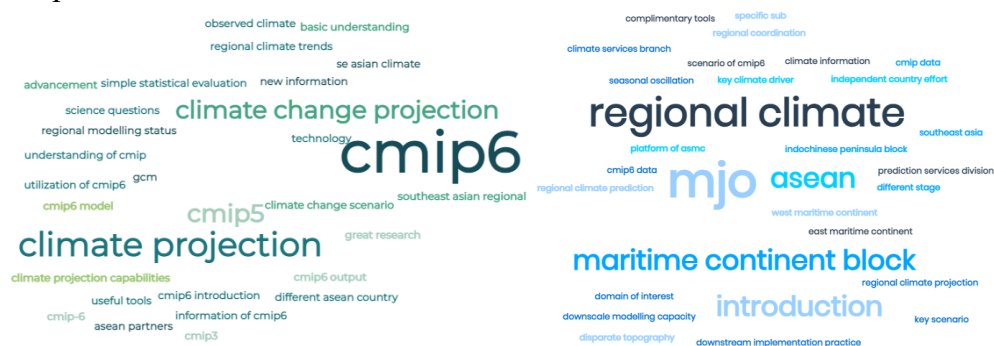 observed climate
basic understanding
regional climate trends
se asian climate
advancement
simple statistical evaluation
new information
science questions
climate change projection
regional modelling status
technology
cmip6
understanding of cmip
gcm
utilization of cmip6
southeast asian regional
cmip6 model
cmip5
climate change scenario
great research
climate projection
climate projection capabilities
cmip6 output
useful tools
cmip6 introduction
different asean country
cmip-6
information of cmip6
asean partners
cmip3
complimentary tools
specific sub
regional coordination
climate services branch
scenario of cmip6
climate information
cmip data
seasonal oscillation
key climate driver
independent country effort
regional climate
southeast asia
platform of asmc
indochinese peninsula block
cmip6 data
mjo
asean
prediction services division
regional climate prediction
different stage
west maritime continent
east maritime continent
maritime continent block
regional climate projection
domain of interest
introduction
downscale modelling capacity
key scenario
disparate topography
downstream implementation practice